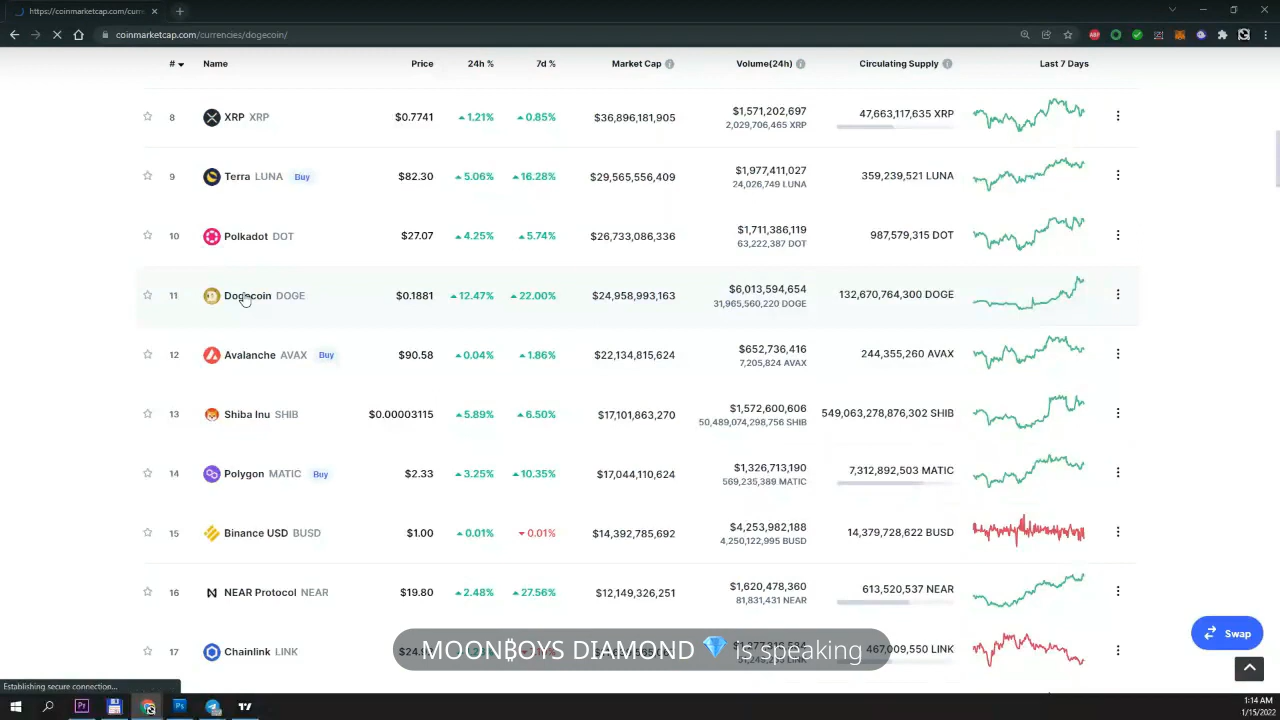 https://coinmarketcap.com/curre
coinmarketcap.com/currencies/dogecoin/
# Name Price 24h % 7d % Market Cap Volume(24h) Circulating Supply Last 7 Days
8 XRP XRP $0.7741 1.21% 0.85% $36,896,181,905 $1,571,202,697 47,663,117,635 XRP
2,029,706,465 XRP
9 Terra LUNA Buy $82.30 5.06% 16.28% $29,565,556,409 $1,977,411,027 359,239,521 LUNA
24,026,749 LUNA
10 Polkadot DOT $27.07 4.25% 5.74% $26,733,086,336 $1,711,386,119 987,579,315 DOT
63,222,387 DOT
11 Dogecoin DOGE $0.1881 12.47% 22.00% $24,958,993,163 $6,013,594,654 132,670,764,300 DOGE
31,965,560,220 DOGE
12 Avalanche AVAX Buy $90.58 0.04% 1.86% $22,134,815,624 $652,736,416 244,355,260 AVAX
7,205,824 AVAX
13 Shiba Inu SHIB $0.00003115 5.89% 6.50% $17,101,863,270 $1,572,600,606 549,063,278,876,302 SHIB
50,489,074,298,756 SHIB
14 Polygon MATIC Buy $2.33 3.25% 10.35% $17,044,110,624 $1,326,713,190 7,312,892,503 MATIC
569,235,389 MATIC
15 Binance USD BUSD $1.00 0.01% 0.01% $14,392,785,692 $4,253,982,188 14,379,728,622 BUSD
4,250,122,995 BUSD
16 NEAR Protocol NEAR $19.80 2.48% 27.56% $12,149,326,251 $1,620,478,360 613,520,537 NEAR
81,831,431 NEAR
Swap
17 Chainlink LINK 467,009,550 LINK
MOON₿OYS DIAMOND 💎 is speaking
Establishing secure connection...
1:14 AM
1/15/2022